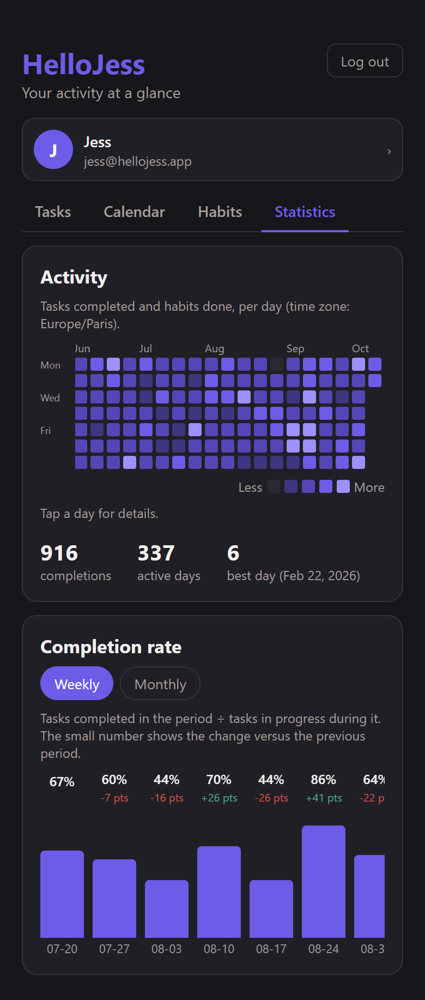 HelloJess
Log out
Your activity at a glance
J
Jess
jess@hellojess.app
›
Tasks
Calendar
Habits
Statistics
Activity
Tasks completed and habits done, per day (time zone:
Europe/Paris).
Jun Jul Aug Sep Oct
Mon
Wed
Fri
Less More
Tap a day for details.
916 337 6
completions active days best day (Feb 22, 2026)
Completion rate
Weekly Monthly
Tasks completed in the period ÷ tasks in progress during it.
The small number shows the change versus the previous
period.
67% 60% 44% 70% 44% 86% 64%
-7 pts -16 pts +26 pts -26 pts +41 pts -22 p
07-20 07-27 08-03 08-10 08-17 08-24 08-3